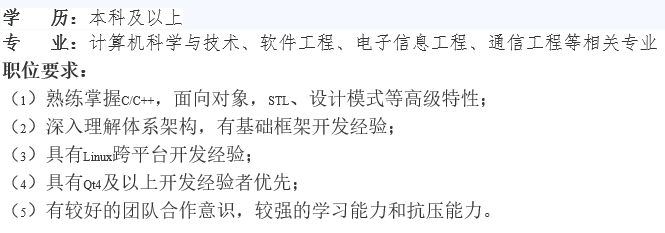 学 历：本科及以上
专 业：计算机科学与技术、软件工程、电子信息工程、通信工程等相关专业
职位要求：
（1）熟练掌握C/C++，面向对象，STL、设计模式等高级特性；
（2）深入理解体系架构，有基础框架开发经验；
（3）具有Linux跨平台开发经验；
（4）具有Qt4及以上开发经验者优先；
（5）有较好的团队合作意识，较强的学习能力和抗压能力。